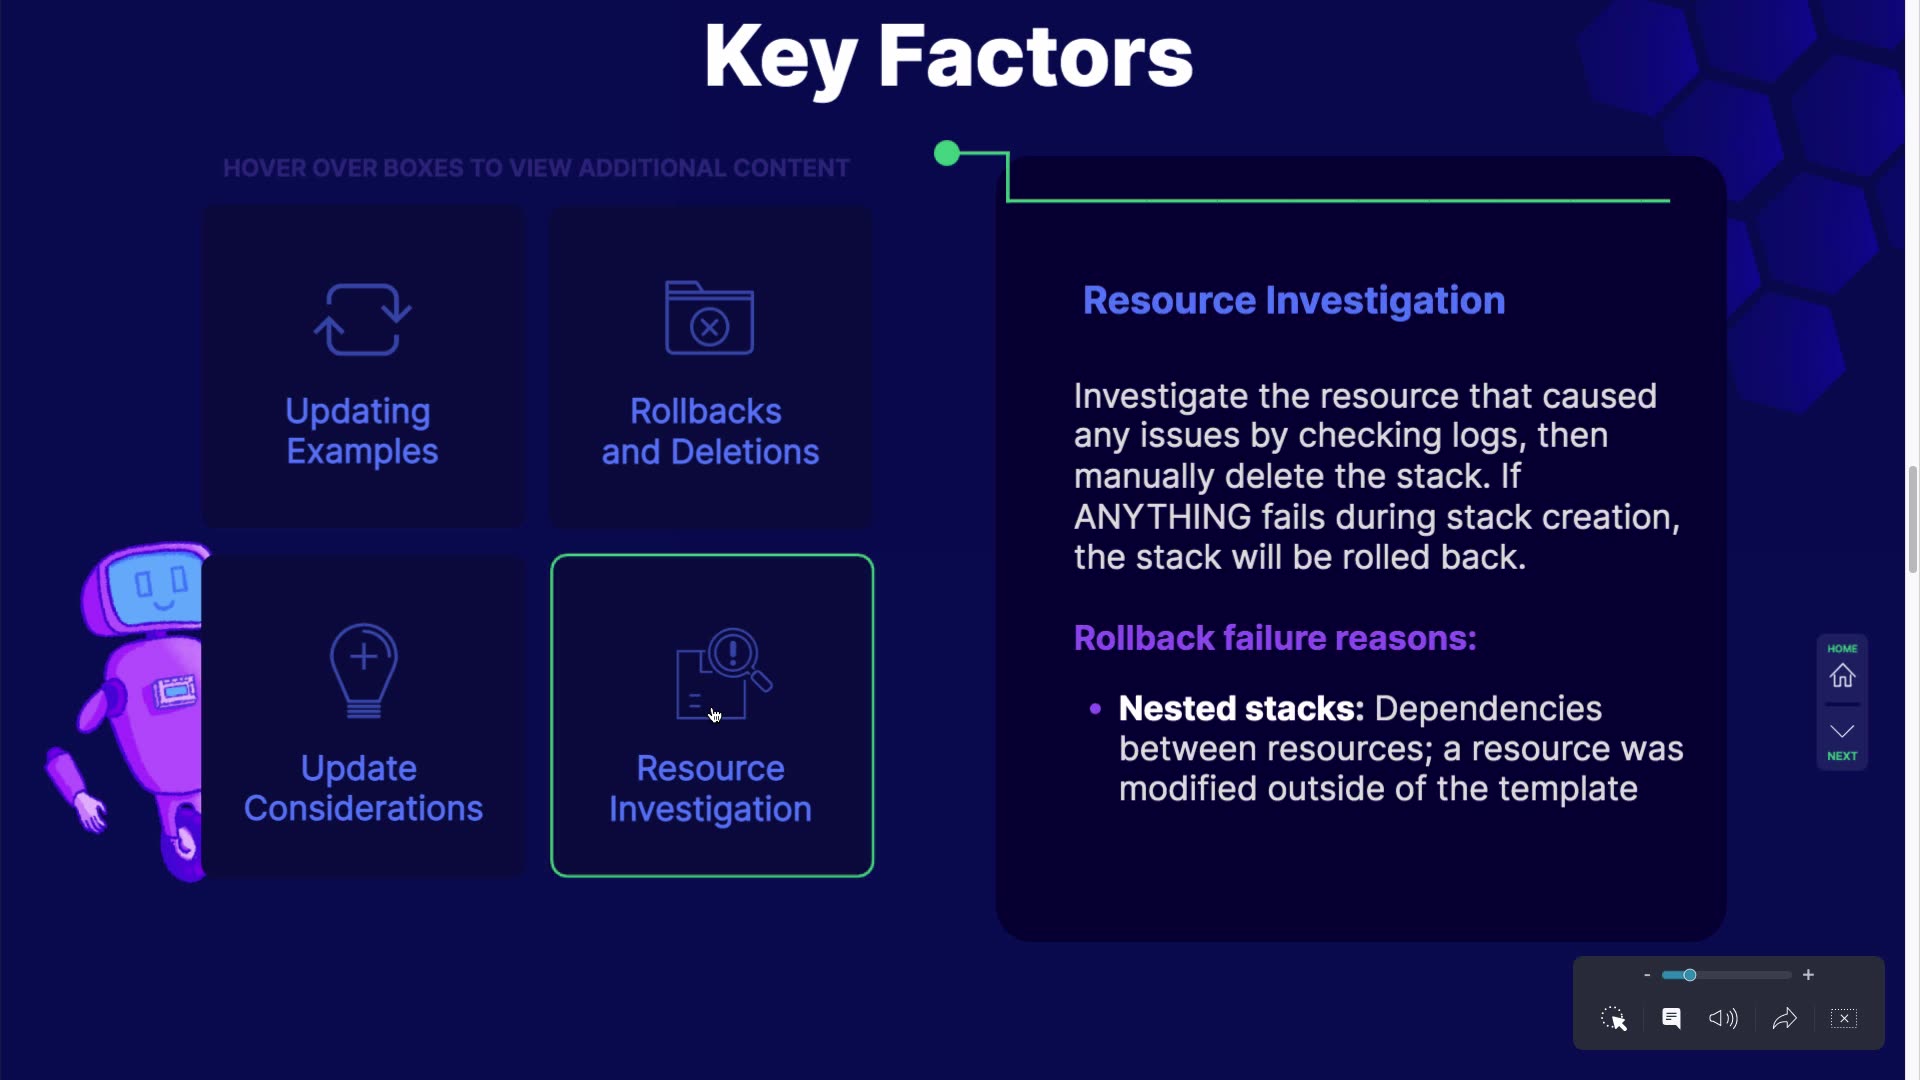 Key Factors
HOVER OVER BOXES TO VIEW ADDITIONAL CONTENT
Updating
Examples
Rollbacks
and Deletions
Update
Considerations
Resource
Investigation
Resource Investigation
Investigate the resource that caused
any issues by checking logs, then
manually delete the stack. If
ANYTHING fails during stack creation,
the stack will be rolled back.
Rollback failure reasons:
• Nested stacks: Dependencies
between resources; a resource was
modified outside of the template
HOME
NEXT
- +